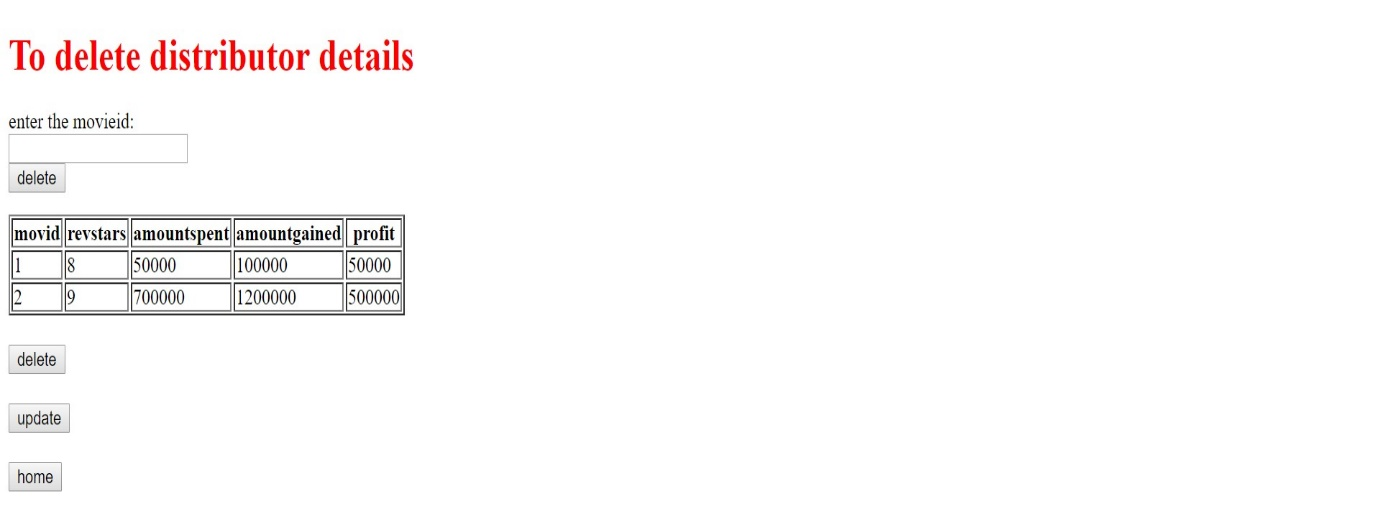 To delete distributor details
enter the movieid:
delete
movid revstars amountspent amountgained profit
1 8 50000 100000 50000
2 9 700000 1200000 500000
delete
update
home